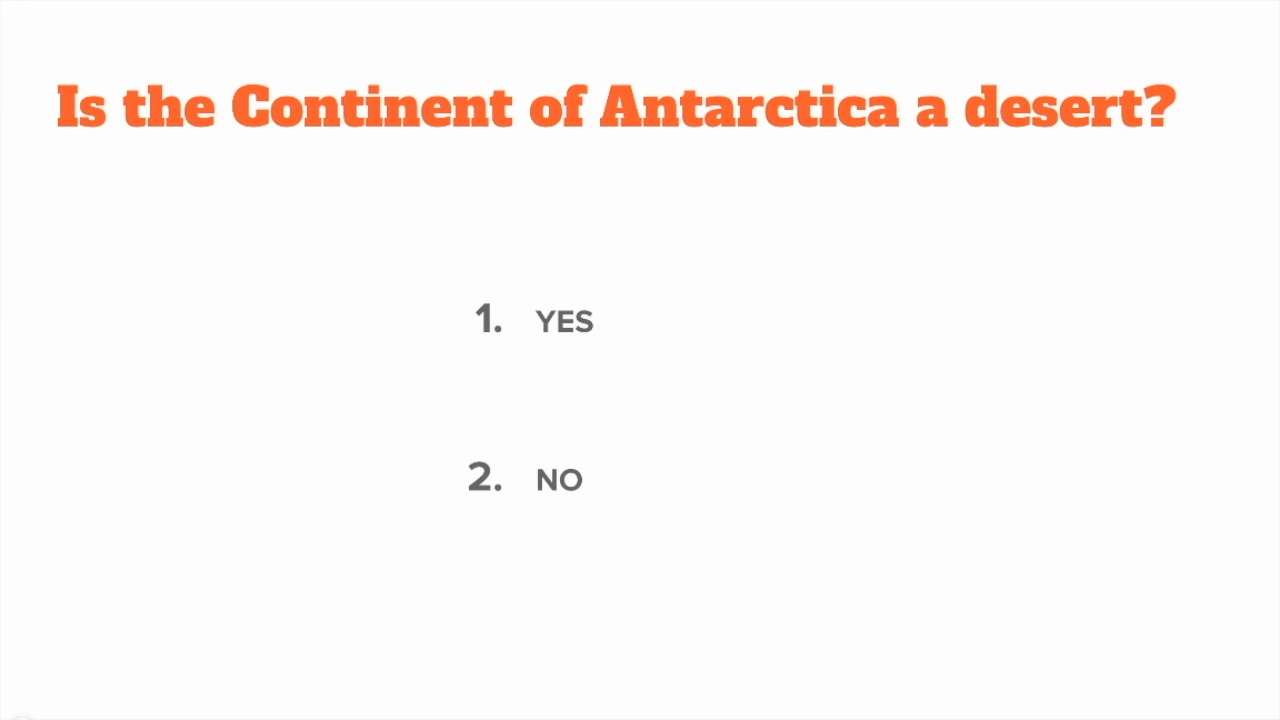 Is the Continent of Antarctica a desert?
1. YES
2. NO